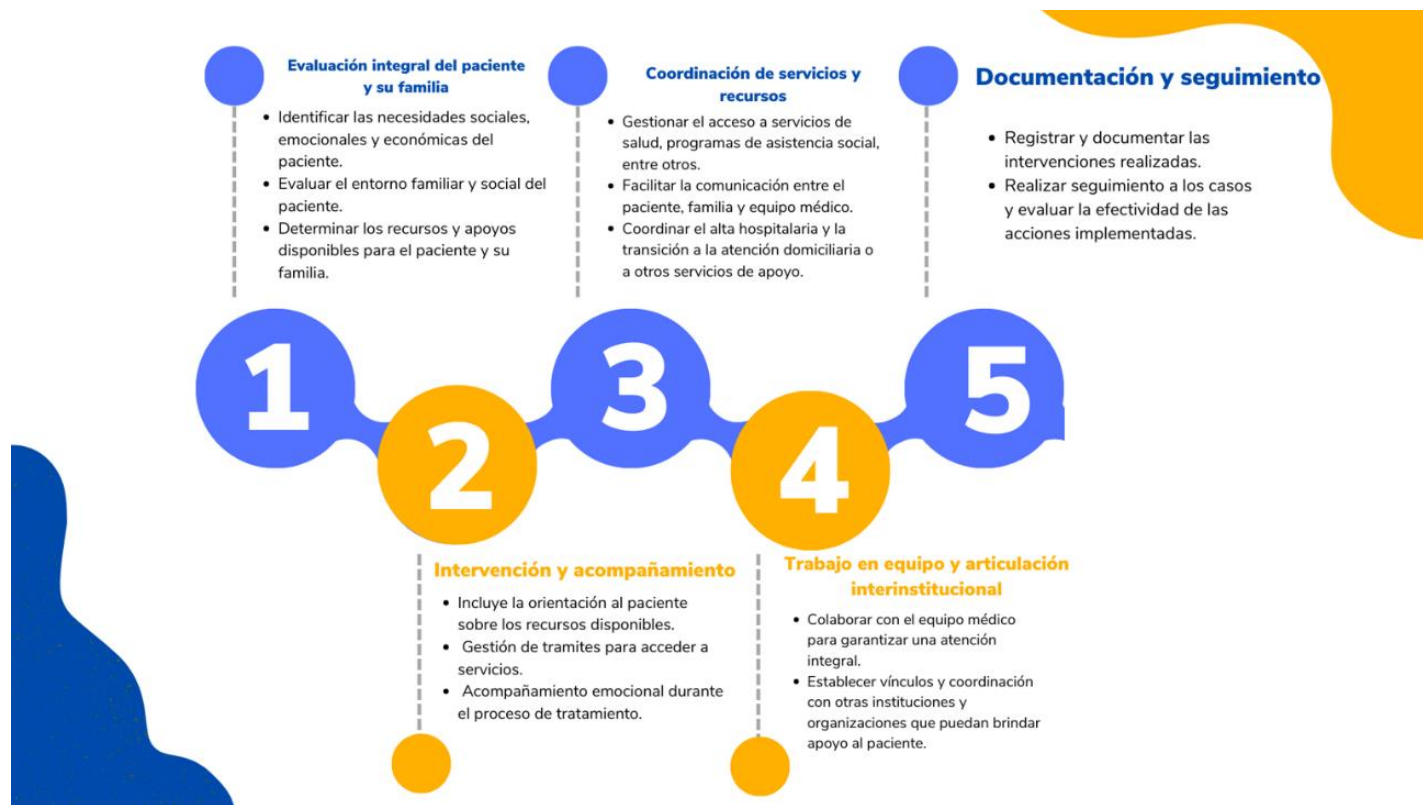 Evaluación integral del paciente
y su familia
• Identificar las necesidades sociales,
emocionales y económicas del
paciente.
• Evaluar el entorno familiar y social del
paciente.
• Determinar los recursos y apoyos
disponibles para el paciente y su
familia.
Coordinación de servicios y
recursos
• Gestionar el acceso a servicios de
salud, programas de asistencia social,
entre otros.
• Facilitar la comunicación entre el
paciente, familia y equipo médico.
• Coordinar el alta hospitalaria y la
transición a la atención domiciliaria o
a otros servicios de apoyo.
Documentación y seguimiento
• Registrar y documentar las
intervenciones realizadas.
• Realizar seguimiento a los casos
y evaluar la efectividad de las
acciones implementadas.
1
2
3
4
5
Intervención y acompañamiento
• Incluye la orientación al paciente
sobre los recursos disponibles.
• Gestión de tramites para acceder a
servicios.
• Acompañamiento emocional durante
el proceso de tratamiento.
Trabajo en equipo y articulación
interinstitucional
• Colaborar con el equipo médico
para garantizar una atención
integral.
• Establecer vínculos y coordinación
con otras instituciones y
organizaciones que puedan brindar
apoyo al paciente.